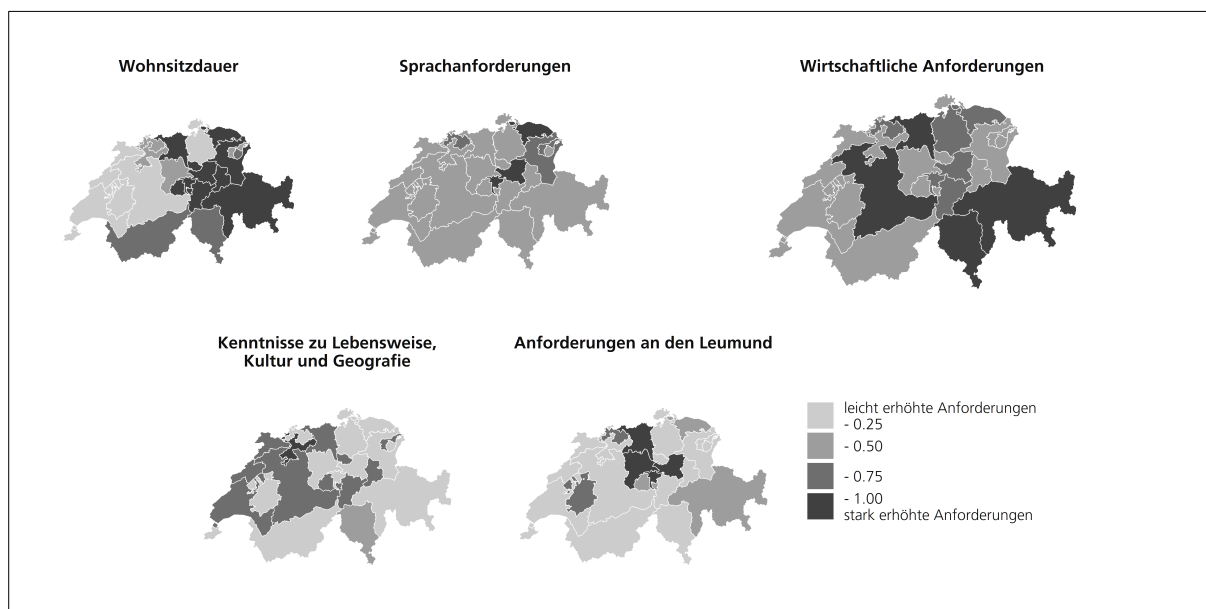 Wohnsitzdauer
Sprachanforderungen
Wirtschaftliche Anforderungen
Kenntnisse zu Lebensweise,
Kultur und Geografie
Anforderungen an den Leumund
leicht erhöhte Anforderungen
- 0.25
- 0.50
- 0.75
- 1.00
stark erhöhte Anforderungen